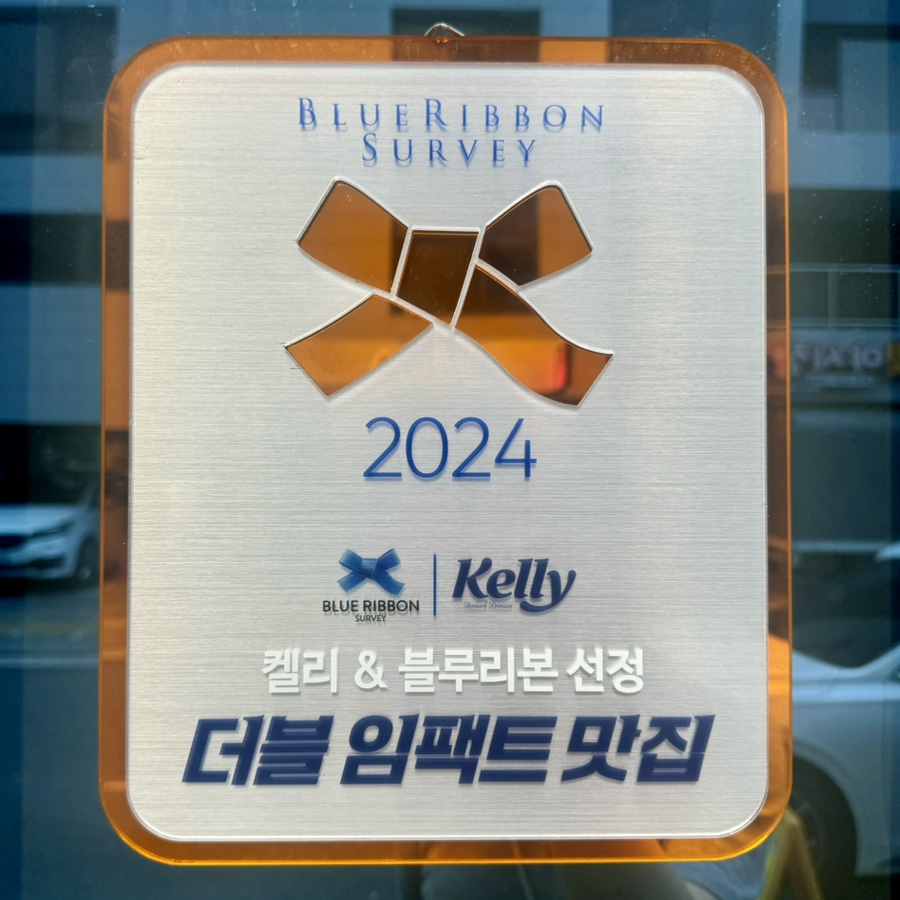 BLUERIBBON
SURVEY
2024
BLUE RIBBON
SURVEY
Kelly
켈리 & 블루리본 선정
더블 임팩트 맛집